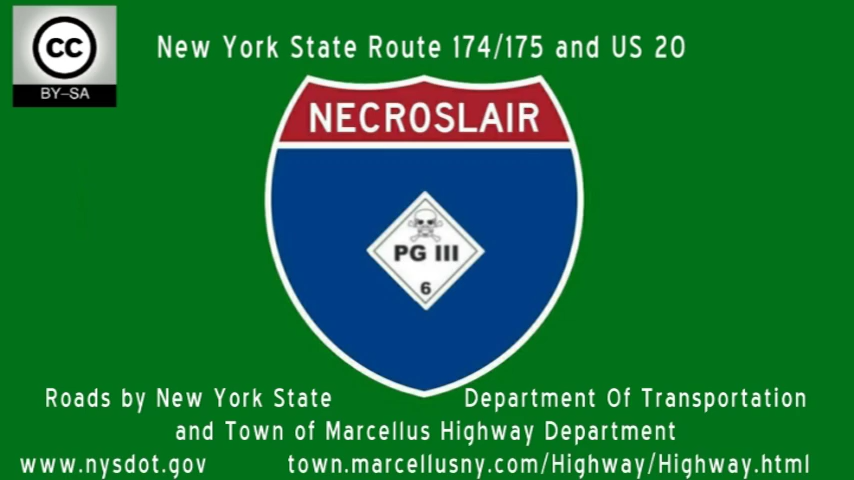 cc
BY-SA
New York State Route 174/175 and US 20
NECROSLAIR
PG III
6
Roads by New York State Department Of Transportation
and Town of Marcellus Highway Department
www.nysdot.gov town.marcellusny.com/Highway/Highway.html